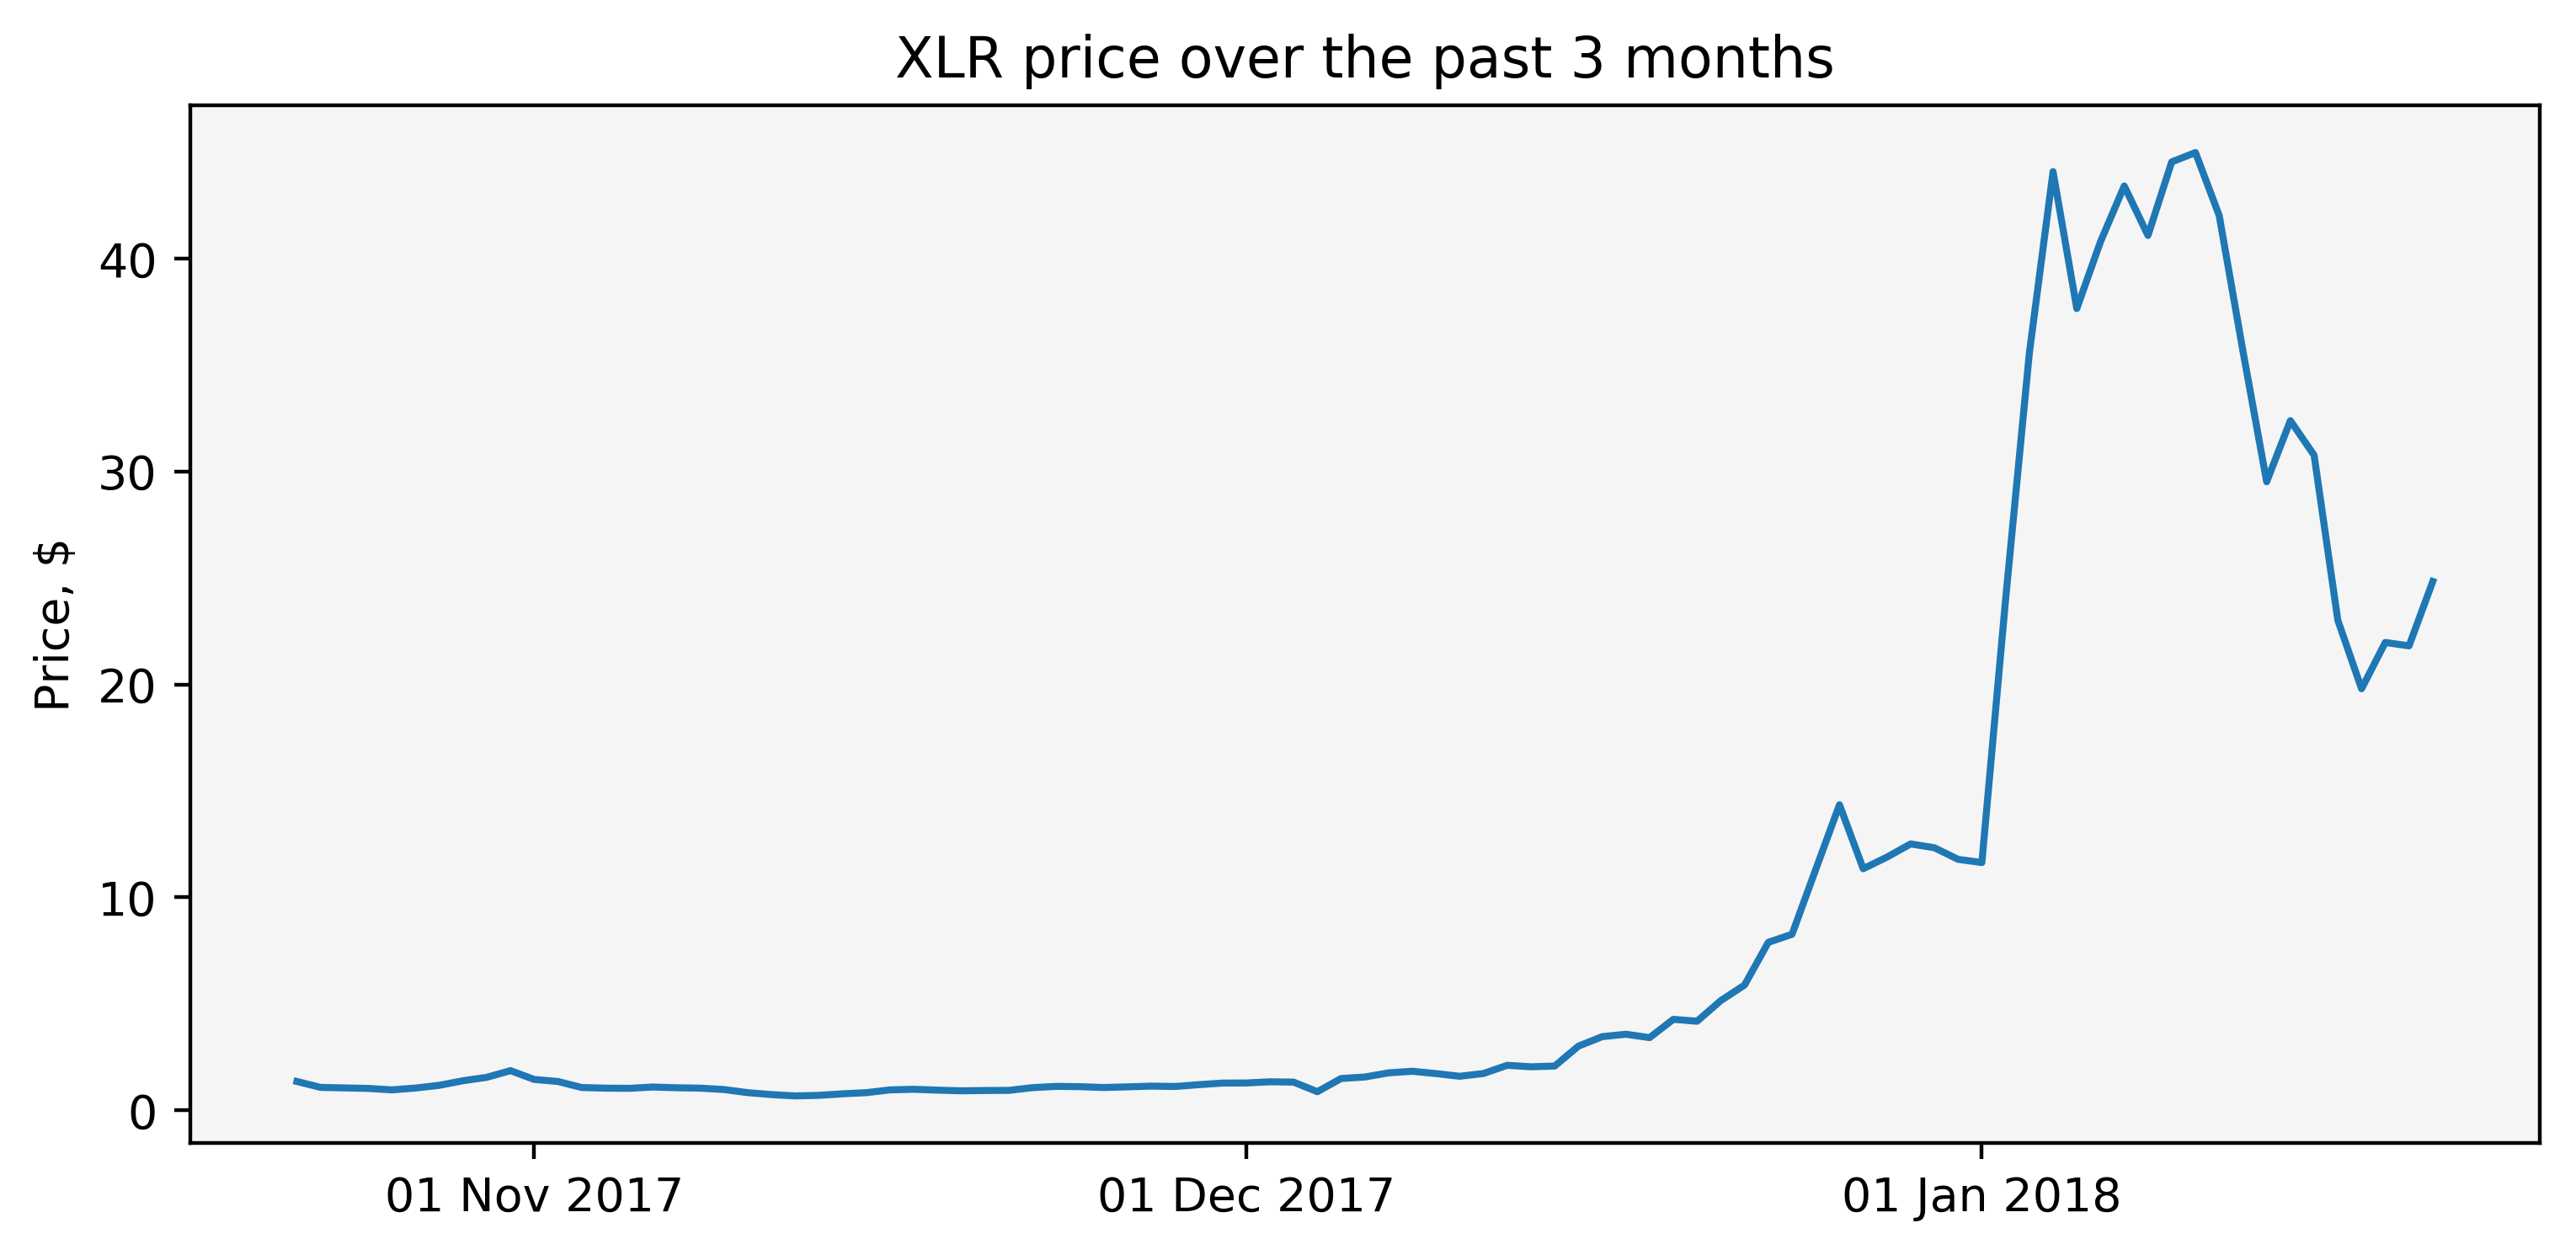 XLR price over the past 3 months
Price, $
40
30
20
10
0
01 Nov 2017
01 Dec 2017
01 Jan 2018